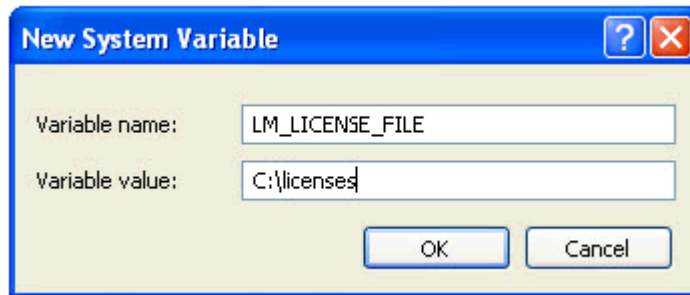 New System Variable
Variable name: LM_LICENSE_FILE
Variable value: C:\licenses
OK Cancel